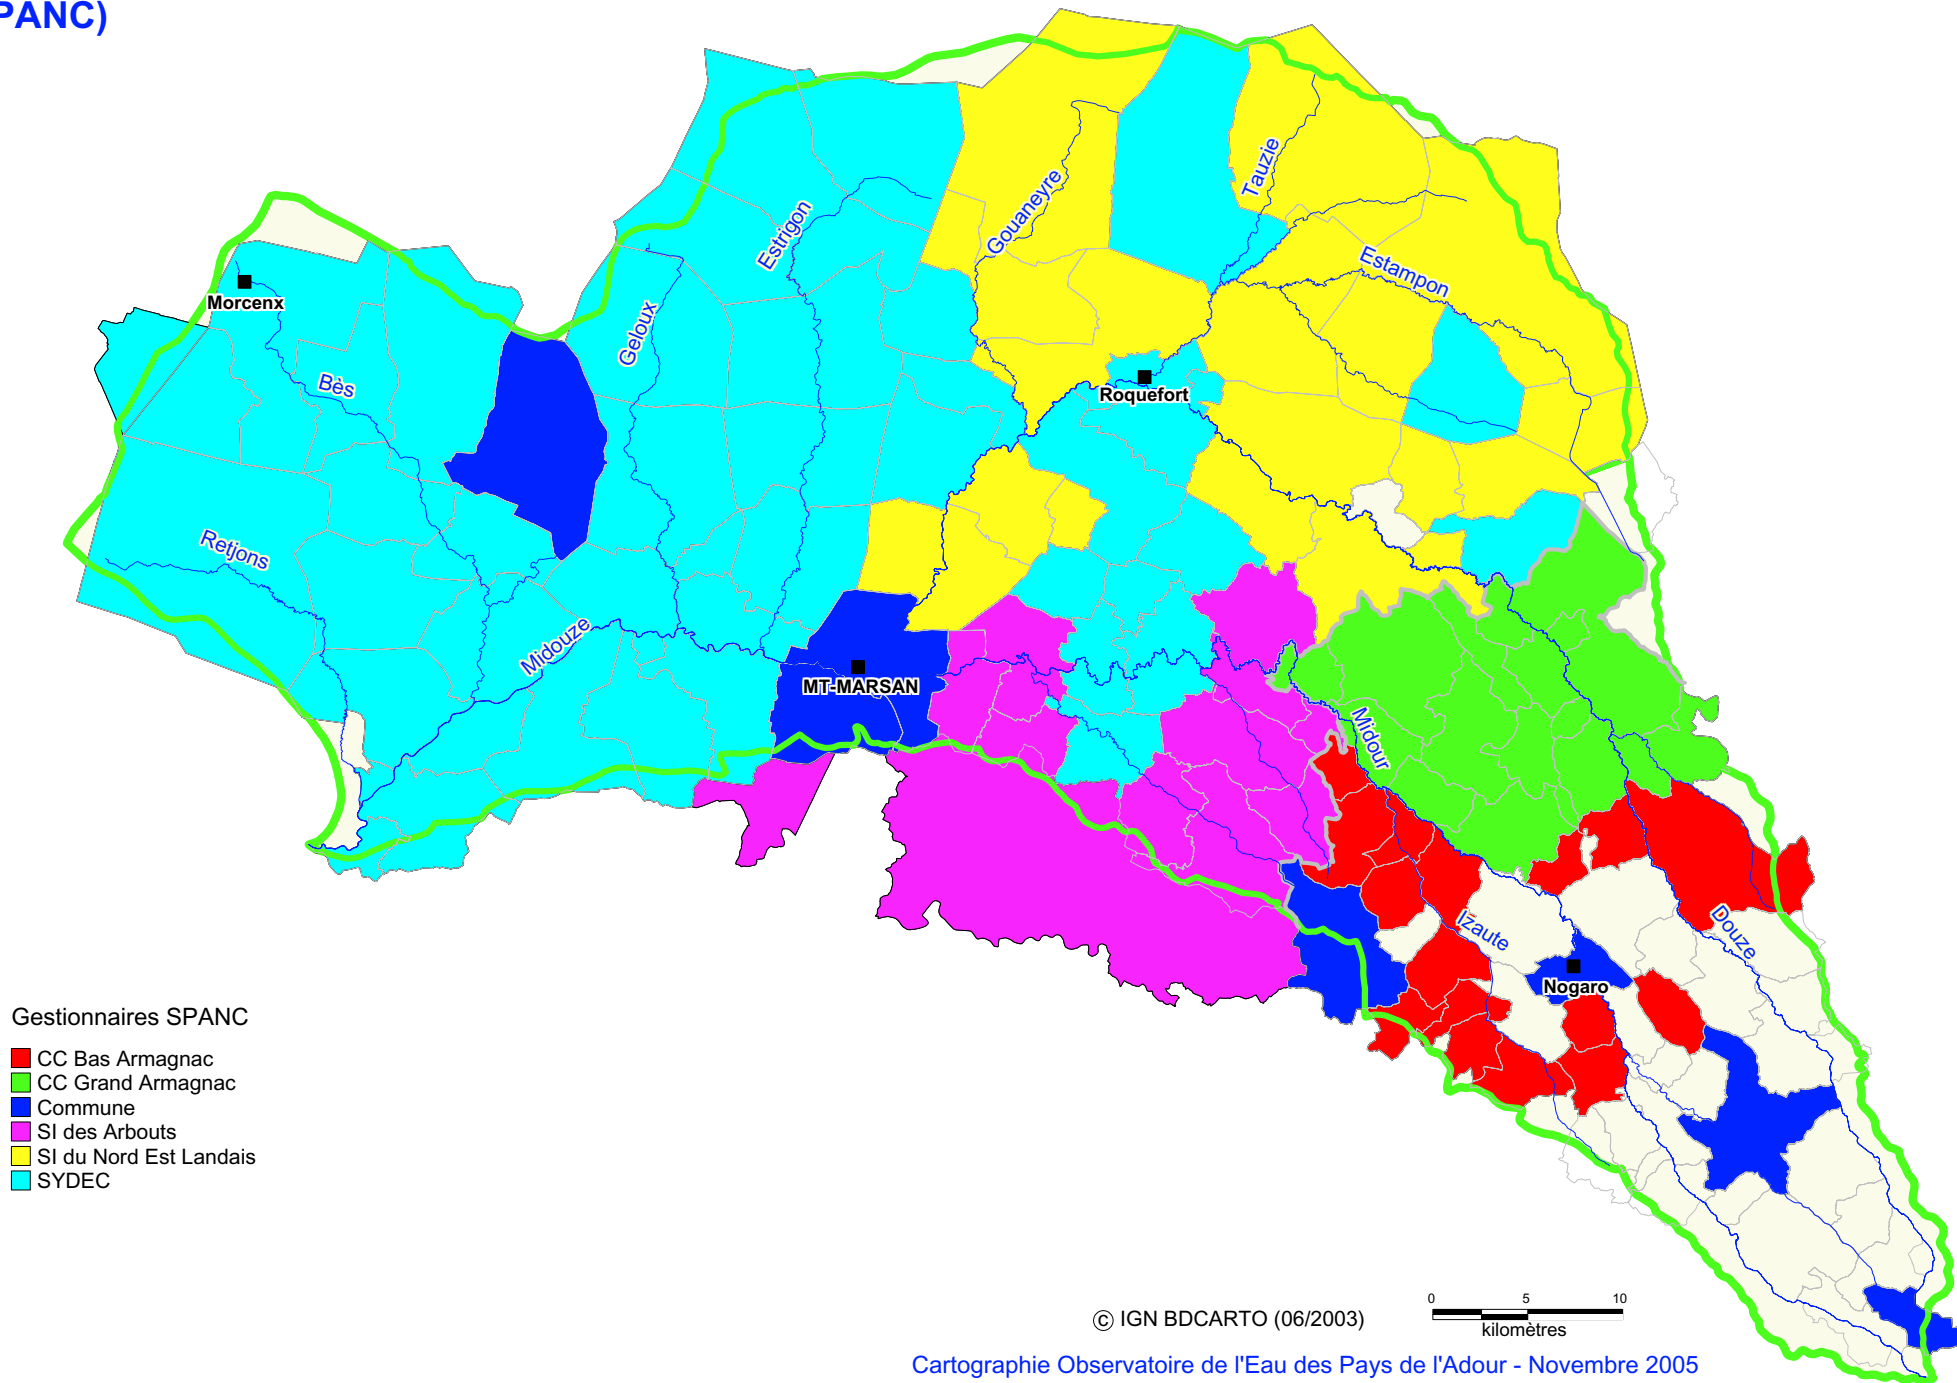 PANC)
Tauzie
Gouaneyre
Estrigon
Estampon
Morcenx
Geloux
Bès
Roquefort
Retjons
Midouze
MT-MARSAN
Midour
Izaute
Douze
Nogaro
Gestionnaires SPANC
CC Bas Armagnac
CC Grand Armagnac
Commune
SI des Arbouts
SI du Nord Est Landais
SYDEC
0 5 10
kilomètres
© IGN BDCARTO (06/2003)
Cartographie Observatoire de l'Eau des Pays de l'Adour - Novembre 2005